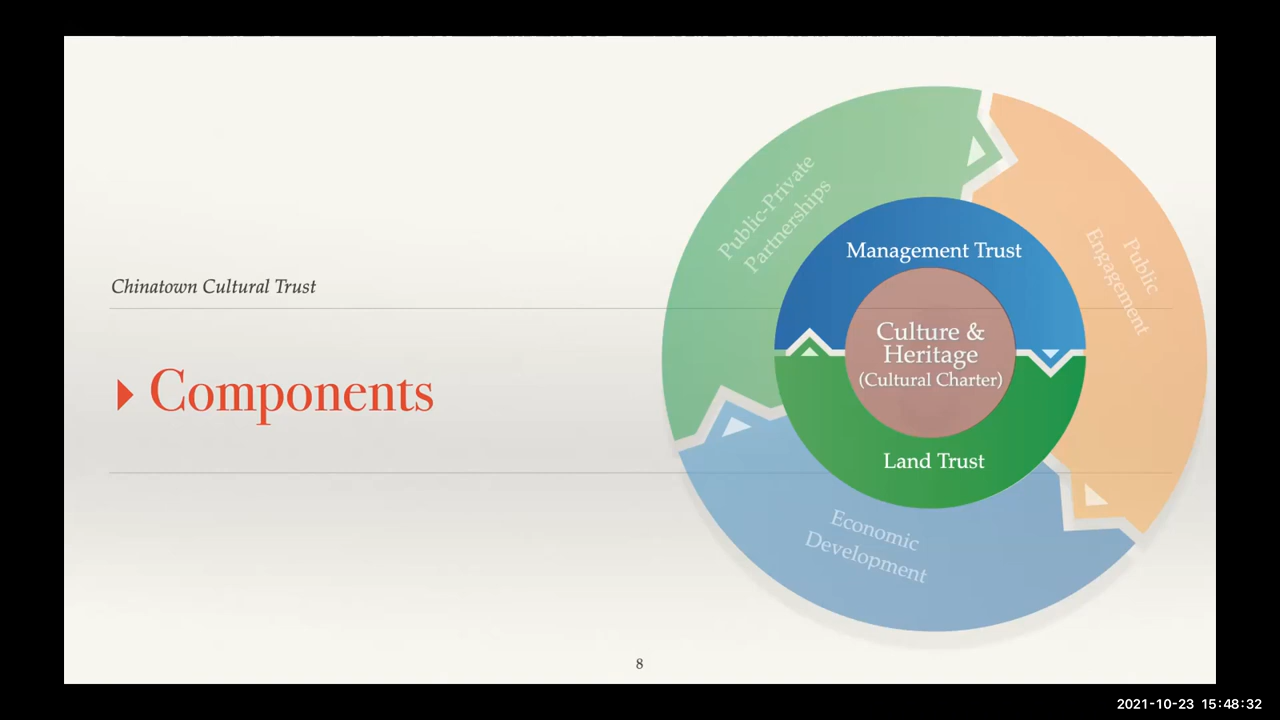 Chinatown Cultural Trust
Components
Public-Private
Partnerships
Public
Engagement
Management Trust
Culture &
Heritage
(Cultural Charter)
Land Trust
Economic
Development
8
2021-10-23 15:48:32